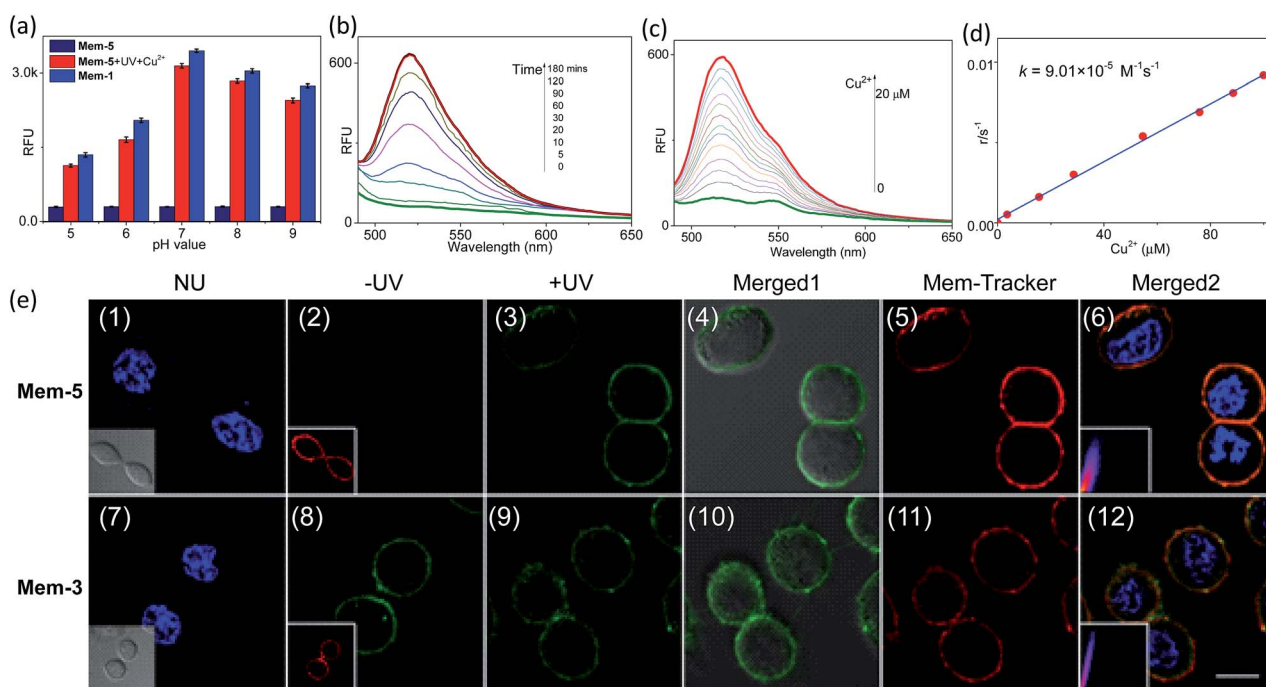 (a)
3.0k
0.0
RFU
Mem-5
Mem-5+UV+Cu²⁺
Mem-1
5 6 7 8 9
pH value
(b)
600
0
RFU
Time
180 mins
120
90
60
30
20
10
5
0
500 550 600 650
Wavelength (nm)
(c)
600
0
RFU
Cu²⁺
20 μM
0
500 550 600 650
Wavelength (nm)
(d)
0.01
0.00
r/s⁻¹
k = 9.01×10⁻⁵ M⁻¹s⁻¹
0 40 80
Cu²⁺ (μM)
(e)
NU -UV +UV Merged1 Mem-Tracker Merged2
Mem-5
(1) (2) (3) (4) (5) (6)
Mem-3
(7) (8) (9) (10) (11) (12)